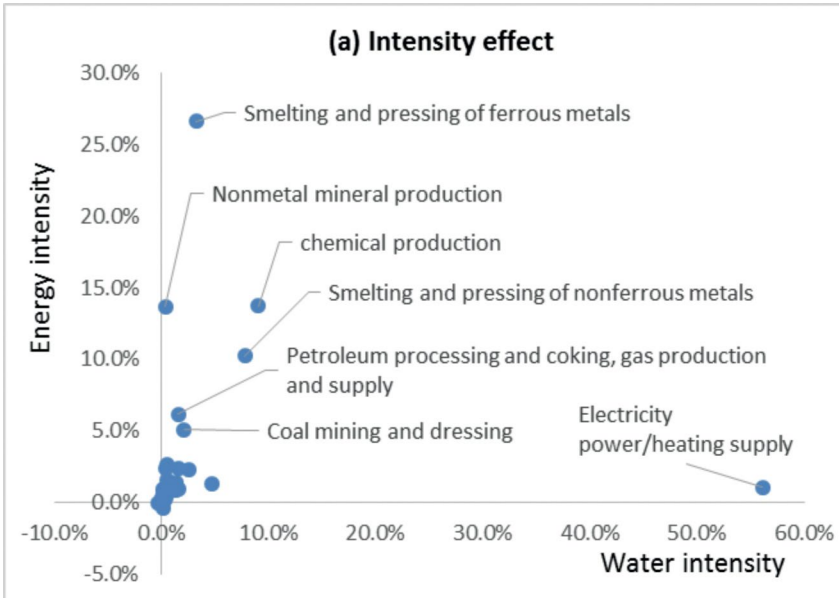 (a) Intensity effect
30.0%
Smelting and pressing of ferrous metals
25.0%
Nonmetal mineral production
20.0%
chemical production
Energy intensity
15.0%
Smelting and pressing of nonferrous metals
10.0%
Petroleum processing and coking, gas production
and supply
5.0%
Coal mining and dressing
Electricity
power/heating supply
0.0%
-10.0% 0.0% 10.0% 20.0% 30.0% 40.0% 50.0% 60.0%
Water intensity
-5.0%